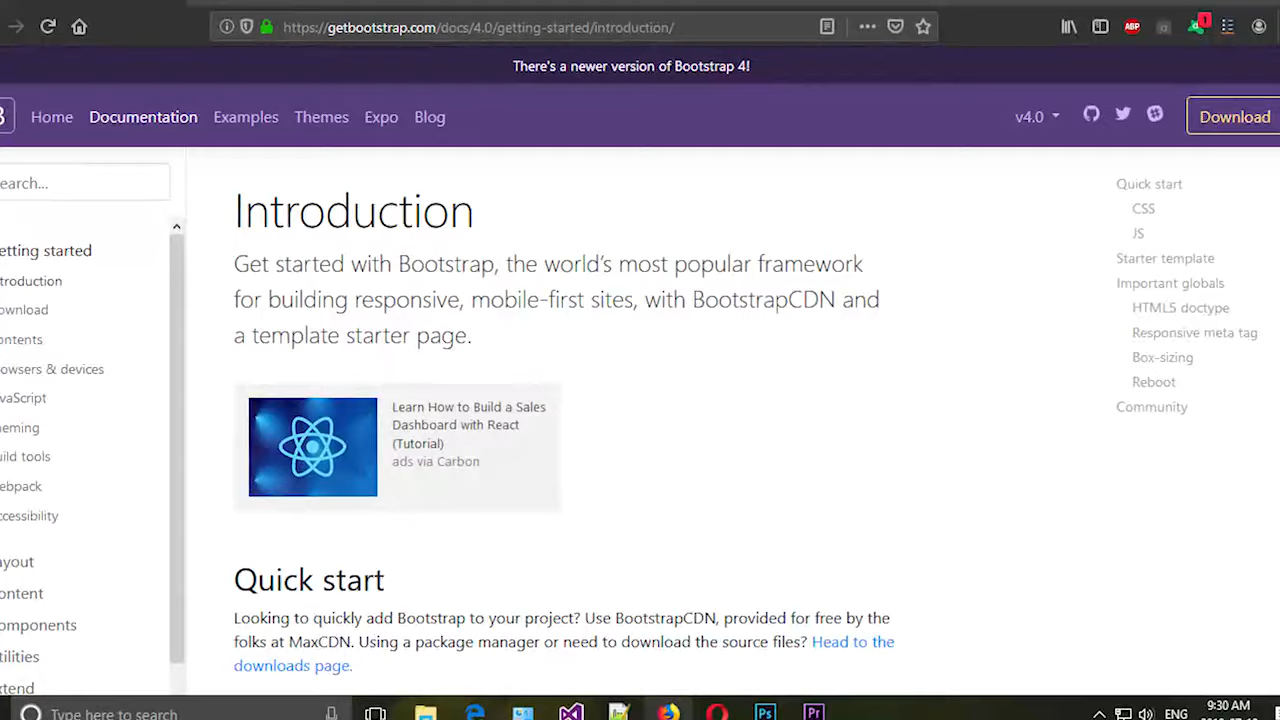 https://getbootstrap.com/docs/4.0/getting-started/introduction/
ABP
1
There's a newer version of Bootstrap 4!
Home
Documentation
Examples
Themes
Expo
Blog
v4.0
Download
earch...
etting started
troduction
ownload
ontents
owsers & devices
vaScript
eming
uild tools
ebpack
ccessibility
ayout
ontent
omponents
tilities
xtend
Introduction
Get started with Bootstrap, the world’s most popular framework
for building responsive, mobile-first sites, with BootstrapCDN and
a template starter page.
Learn How to Build a Sales
Dashboard with React
(Tutorial)
ads via Carbon
Quick start
Looking to quickly add Bootstrap to your project? Use BootstrapCDN, provided for free by the
folks at MaxCDN. Using a package manager or need to download the source files? Head to the
downloads page.
Quick start
CSS
JS
Starter template
Important globals
HTML5 doctype
Responsive meta tag
Box-sizing
Reboot
Community
Type here to search
Ps
Pr
ENG
9:30 AM